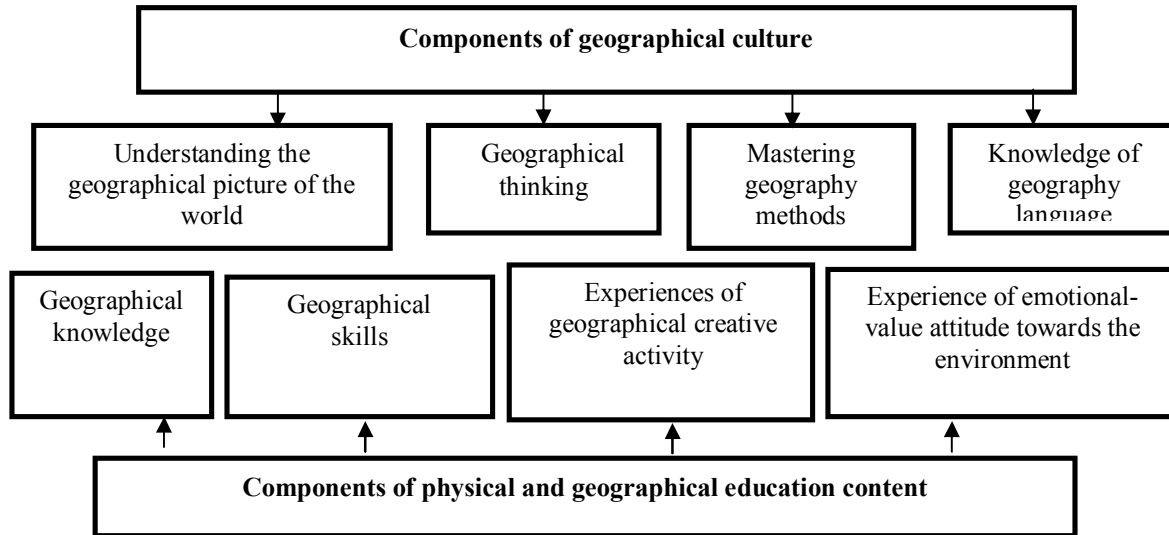 Components of geographical culture
Understanding the
geographical picture of the
world
Geographical
thinking
Mastering
geography
methods
Knowledge of
geography
language
Geographical
knowledge
Geographical
skills
Experiences of
geographical creative
activity
Experience of emotional-
value attitude towards the
environment
Components of physical and geographical education content